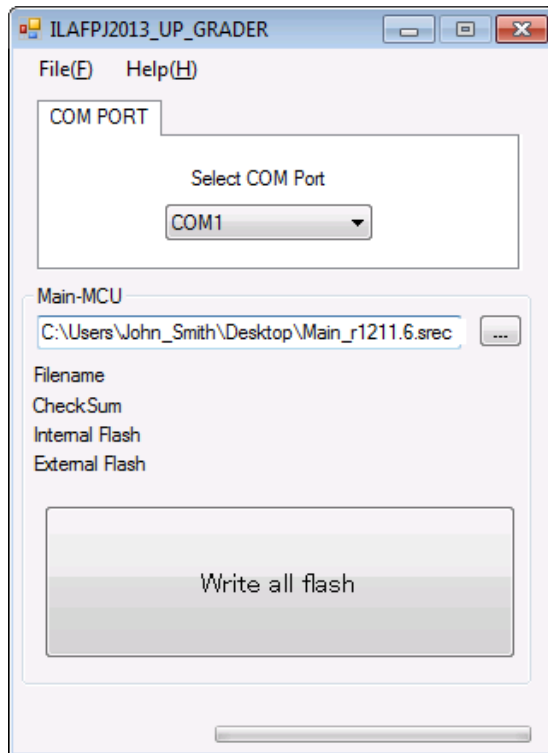 ILAFPJ2013_UP_GRADER
File(F) Help(H)
COM PORT
Select COM Port
COM1
Main-MCU
C:\Users\John_Smith\Desktop\Main_r1211.6.srec ...
Filename
CheckSum
Internal Flash
External Flash
Write all flash